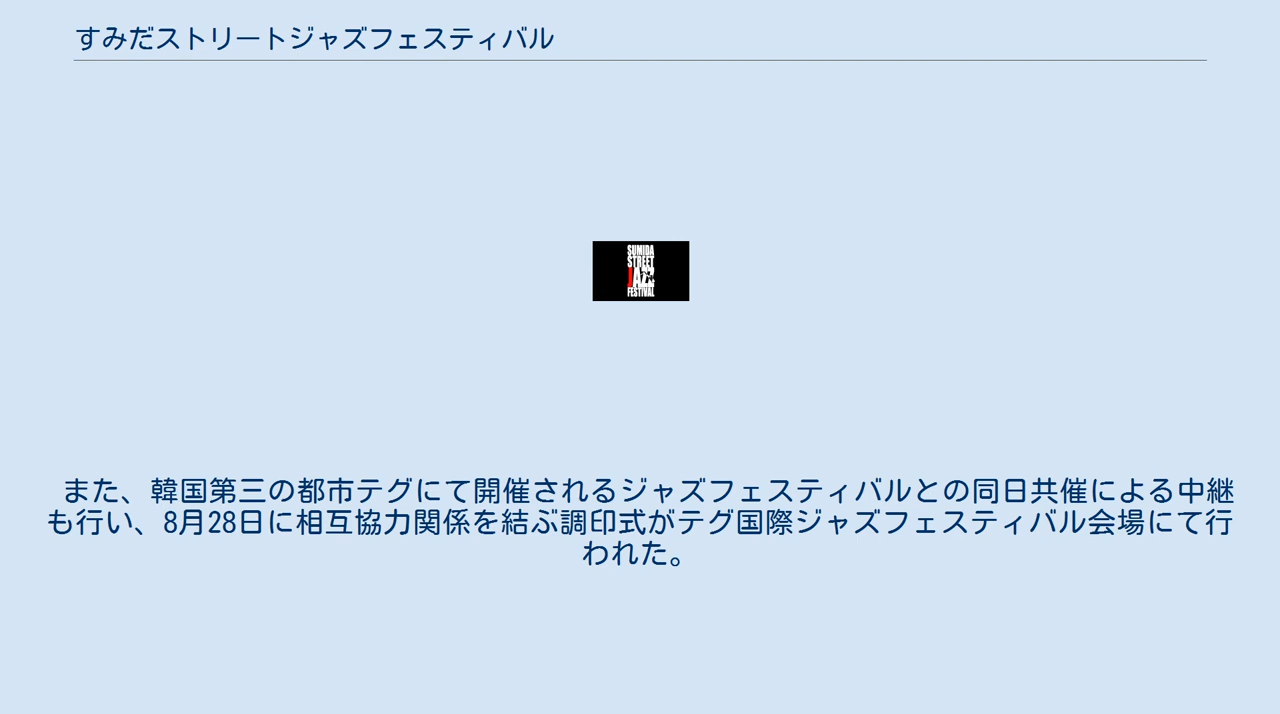 すみだストリートジャズフェスティバル
SUMIDA
STREET
JAZZ
FESTIVAL
また、韓国第三の都市テグにて開催されるジャズフェスティバルとの同日共催による中継
も行い、8月28日に相互協力関係を結ぶ調印式がテグ国際ジャズフェスティバル会場にて行
われた。